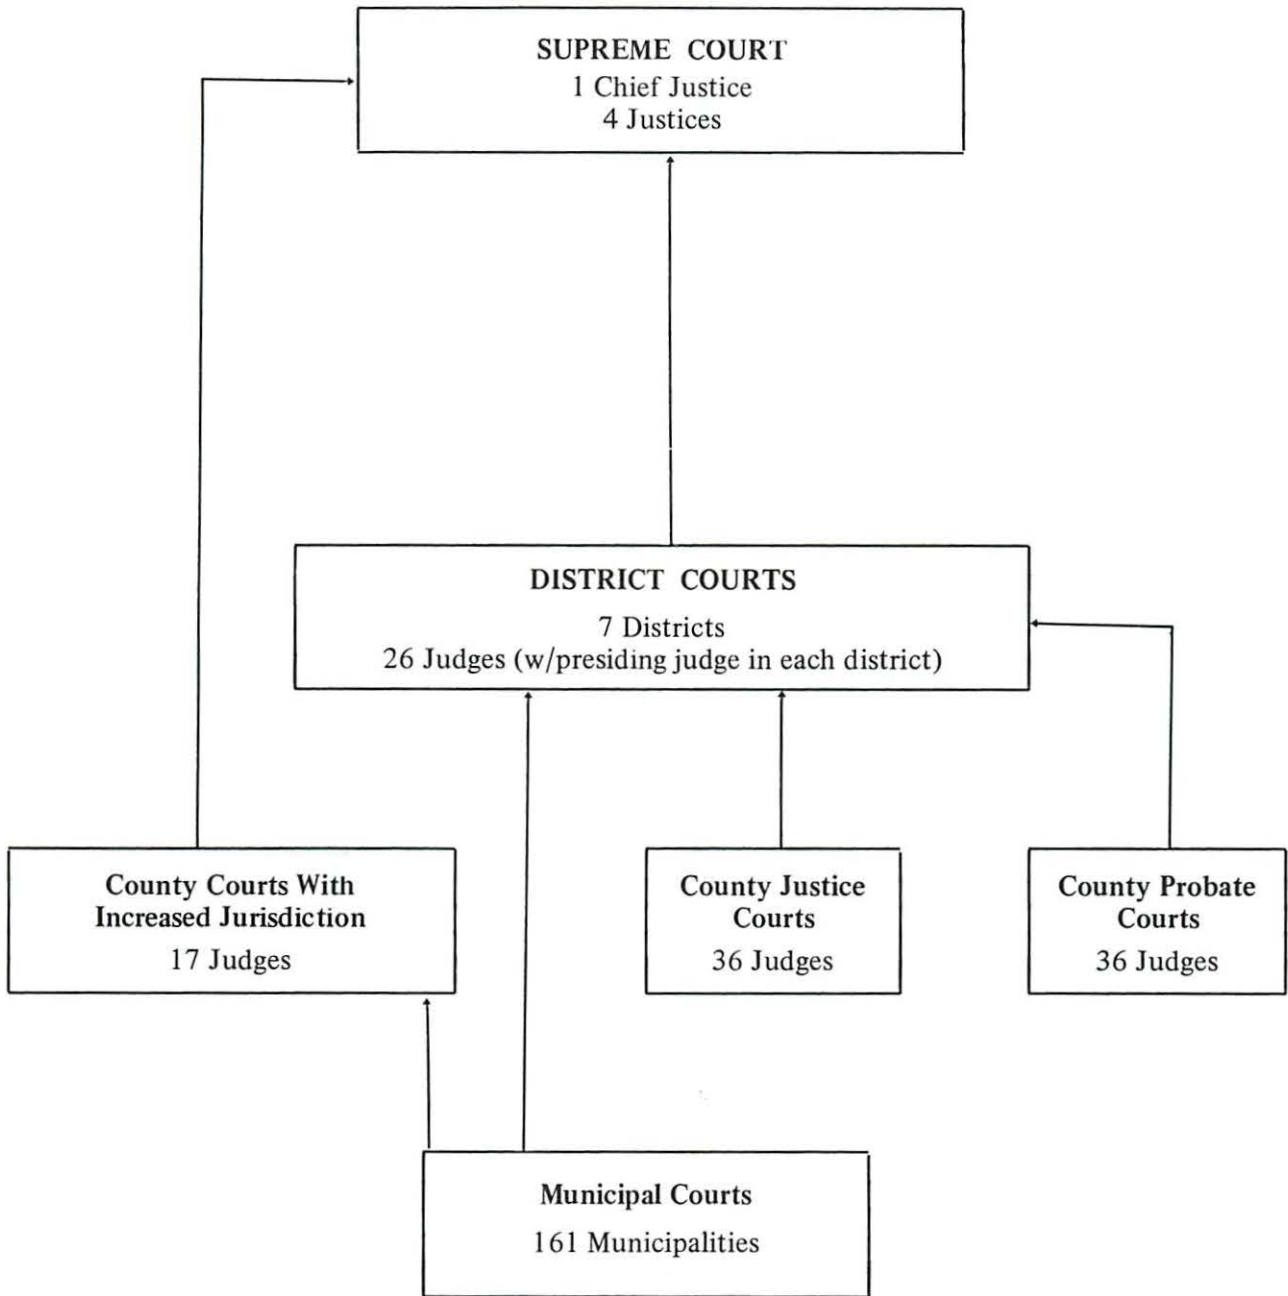 SUPREME COURT
1 Chief Justice
4 Justices
DISTRICT COURTS
7 Districts
26 Judges (w/presiding judge in each district)
County Courts With
Increased Jurisdiction
17 Judges
County Justice
Courts
36 Judges
County Probate
Courts
36 Judges
Municipal Courts
161 Municipalities